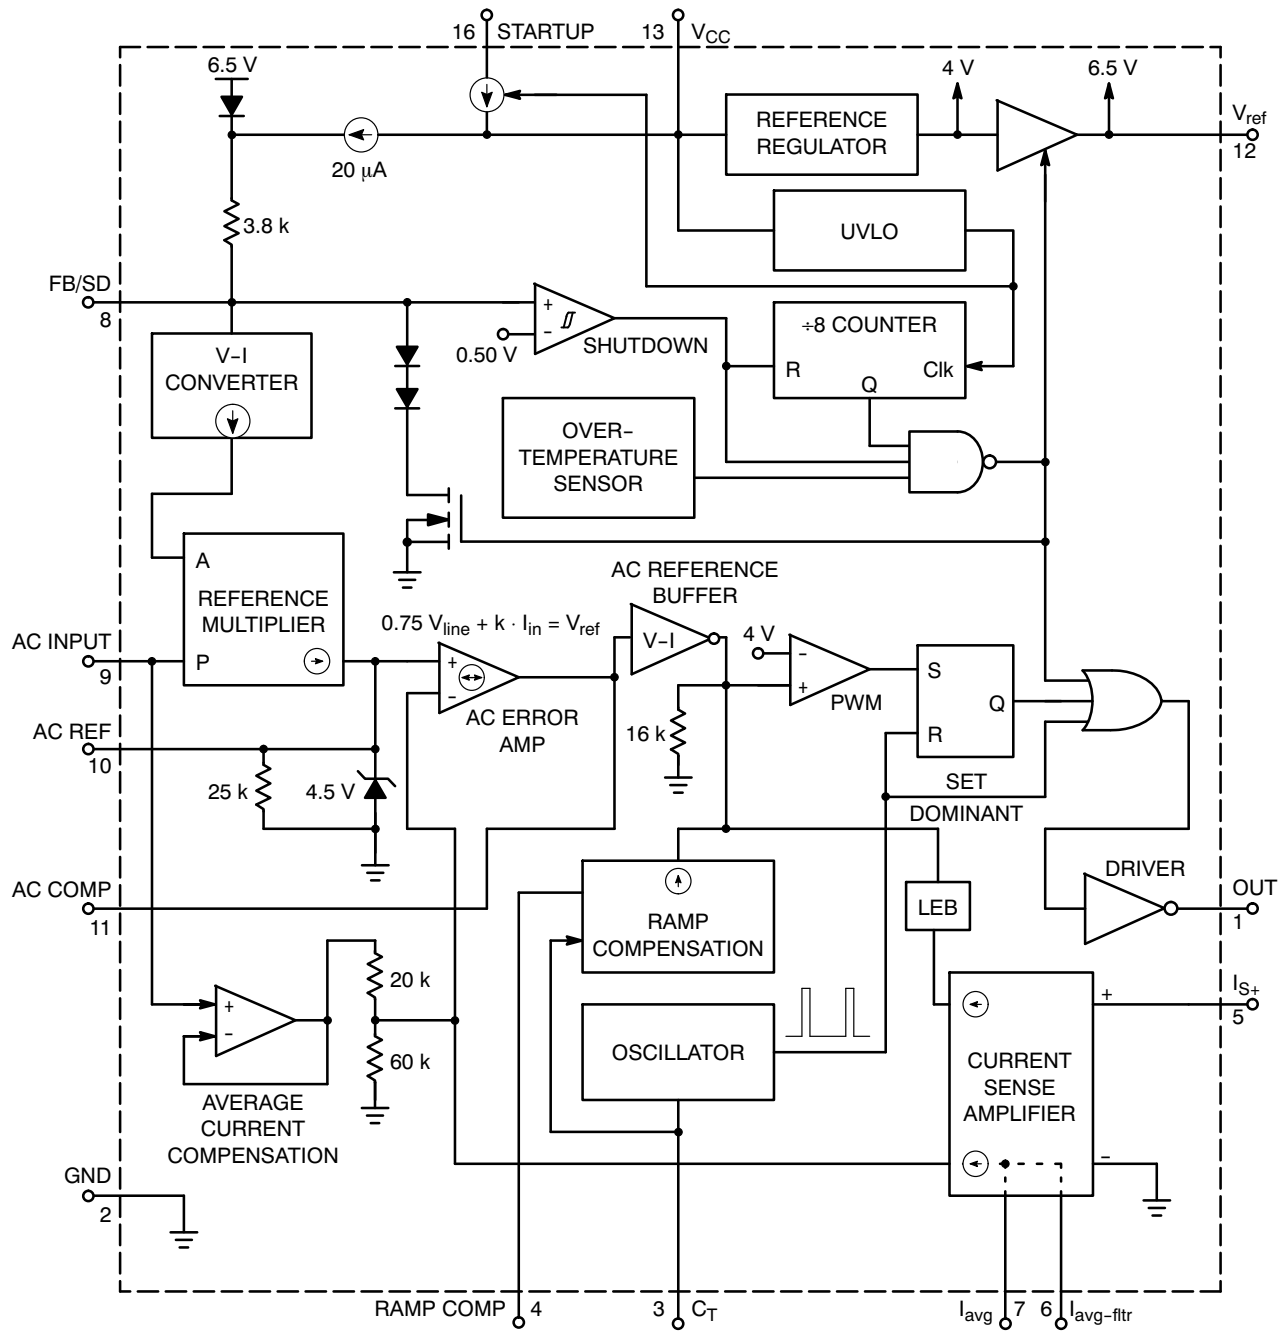 16 STARTUP
13 VCC
6.5 V
4 V
6.5 V
Vref
12
REFERENCE
REGULATOR
20 μA
3.8 k
UVLO
FB/SD
8
+
−
0.50 V
SHUTDOWN
÷8 COUNTER
R
Clk
Q
V−I
CONVERTER
OVER−
TEMPERATURE
SENSOR
A
REFERENCE
MULTIPLIER
P
AC REFERENCE
BUFFER
0.75 Vline + k · Iin = Vref
V−I
AC INPUT
9
+
−
AC ERROR
AMP
4 V
−
+
PWM
S
Q
R
AC REF
10
25 k
4.5 V
16 k
SET
DOMINANT
AC COMP
11
DRIVER
OUT
1
LEB
RAMP
COMPENSATION
20 k
+
−
60 k
AVERAGE
CURRENT
COMPENSATION
OSCILLATOR
+
IS+
5
CURRENT
SENSE
AMPLIFIER
−
GND
2
RAMP COMP 4
3 CT
Iavg 7
6 Iavg−fltr